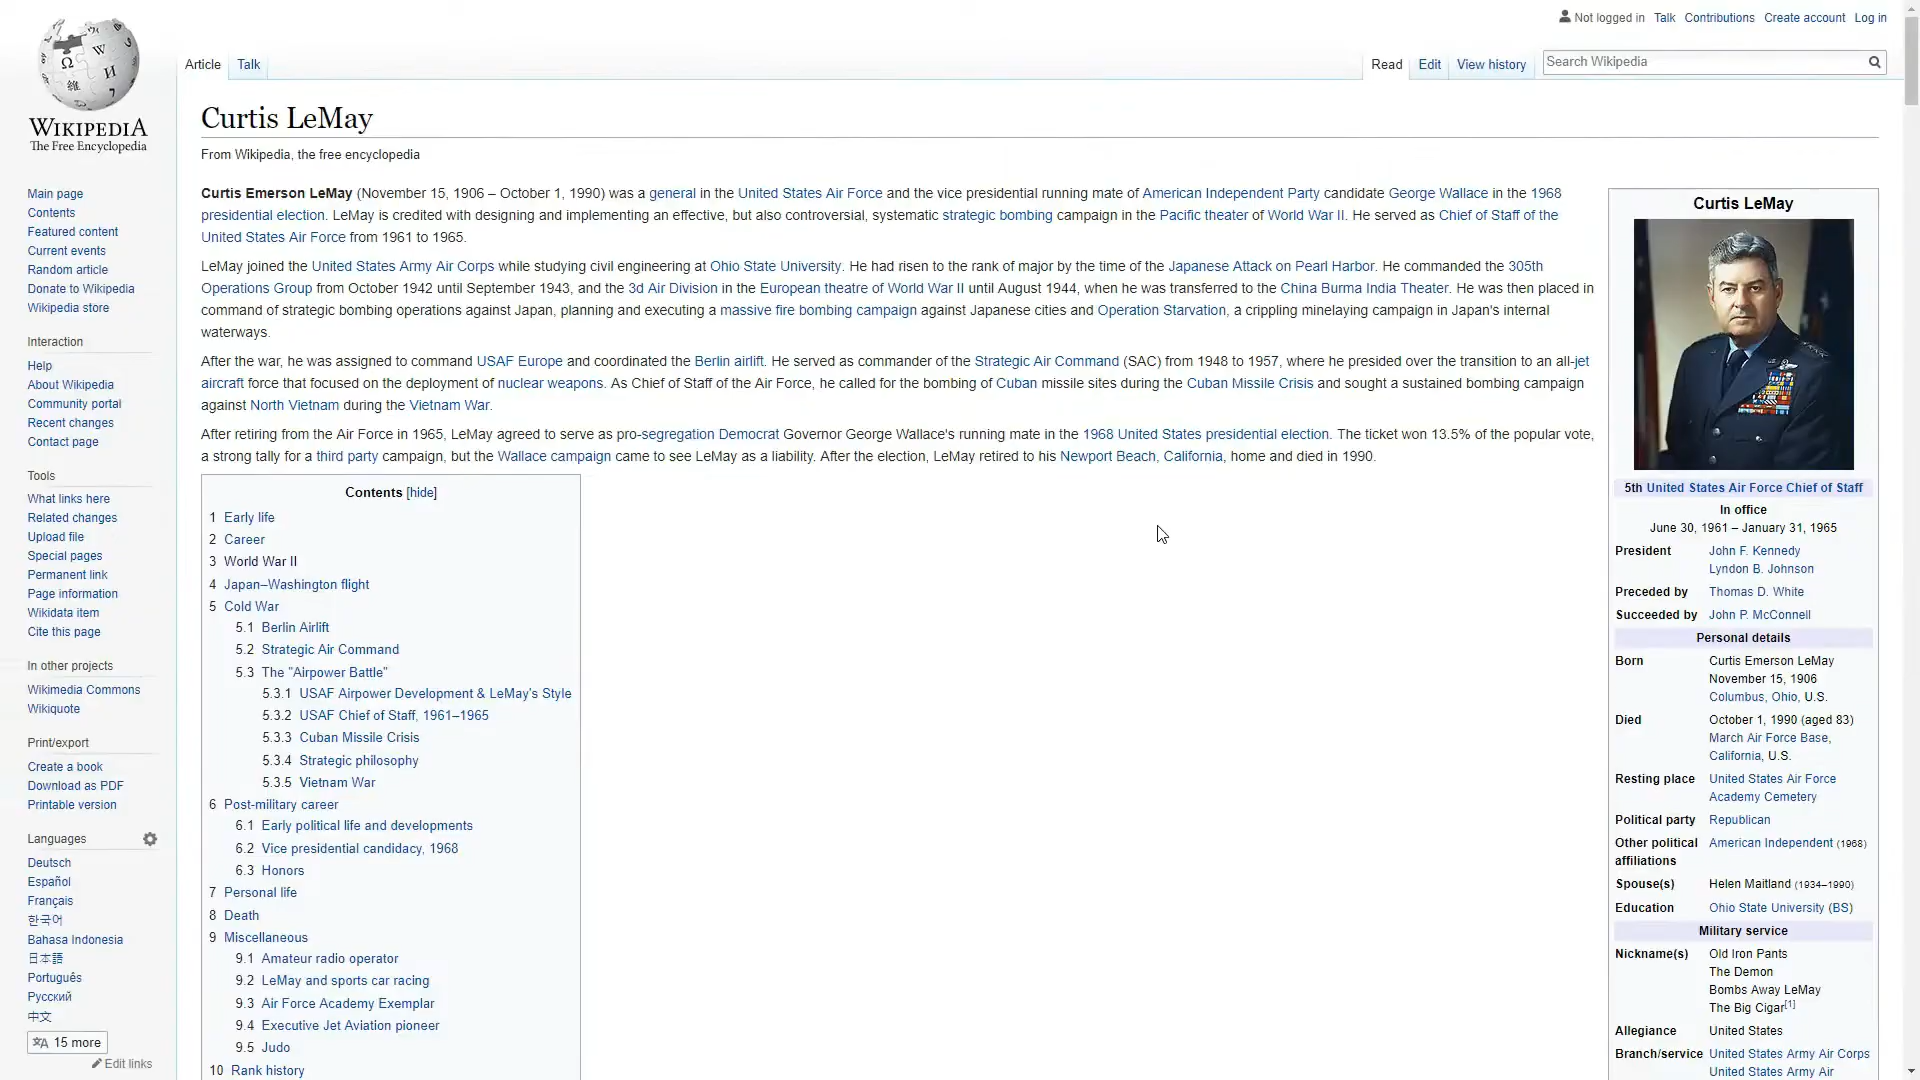 Not logged in Talk Contributions Create account Log in
WIKIPEDIA
The Free Encyclopedia
Article Talk
Read Edit View history Search Wikipedia
Main page
Contents
Featured content
Current events
Random article
Donate to Wikipedia
Wikipedia store
Interaction
Help
About Wikipedia
Community portal
Recent changes
Contact page
Tools
What links here
Related changes
Upload file
Special pages
Permanent link
Page information
Wikidata item
Cite this page
In other projects
Wikimedia Commons
Wikiquote
Print/export
Create a book
Download as PDF
Printable version
Languages
Deutsch
Español
Français
한국어
Bahasa Indonesia
日本語
Português
Русский
中文
15 more
Edit links
Curtis LeMay
From Wikipedia, the free encyclopedia
Curtis Emerson LeMay (November 15, 1906 – October 1, 1990) was a general in the United States Air Force and the vice presidential running mate of American Independent Party candidate George Wallace in the 1968
presidential election. LeMay is credited with designing and implementing an effective, but also controversial, systematic strategic bombing campaign in the Pacific theater of World War II. He served as Chief of Staff of the
United States Air Force from 1961 to 1965.
LeMay joined the United States Army Air Corps while studying civil engineering at Ohio State University. He had risen to the rank of major by the time of the Japanese Attack on Pearl Harbor. He commanded the 305th
Operations Group from October 1942 until September 1943, and the 3d Air Division in the European theatre of World War II until August 1944, when he was transferred to the China Burma India Theater. He was then placed in
command of strategic bombing operations against Japan, planning and executing a massive fire bombing campaign against Japanese cities and Operation Starvation, a crippling minelaying campaign in Japan's internal
waterways.
After the war, he was assigned to command USAF Europe and coordinated the Berlin airlift. He served as commander of the Strategic Air Command (SAC) from 1948 to 1957, where he presided over the transition to an all-jet
aircraft force that focused on the deployment of nuclear weapons. As Chief of Staff of the Air Force, he called for the bombing of Cuban missile sites during the Cuban Missile Crisis and sought a sustained bombing campaign
against North Vietnam during the Vietnam War.
After retiring from the Air Force in 1965, LeMay agreed to serve as pro-segregation Democrat Governor George Wallace's running mate in the 1968 United States presidential election. The ticket won 13.5% of the popular vote,
a strong tally for a third party campaign, but the Wallace campaign came to see LeMay as a liability. After the election, LeMay retired to his Newport Beach, California, home and died in 1990.
Contents [hide]
1 Early life
2 Career
3 World War II
4 Japan–Washington flight
5 Cold War
5.1 Berlin Airlift
5.2 Strategic Air Command
5.3 The "Airpower Battle"
5.3.1 USAF Airpower Development & LeMay's Style
5.3.2 USAF Chief of Staff, 1961–1965
5.3.3 Cuban Missile Crisis
5.3.4 Strategic philosophy
5.3.5 Vietnam War
6 Post-military career
6.1 Early political life and developments
6.2 Vice presidential candidacy, 1968
6.3 Honors
7 Personal life
8 Death
9 Miscellaneous
9.1 Amateur radio operator
9.2 LeMay and sports car racing
9.3 Air Force Academy Exemplar
9.4 Executive Jet Aviation pioneer
9.5 Judo
10 Rank history
Curtis LeMay
5th United States Air Force Chief of Staff
In office
June 30, 1961 – January 31, 1965
President John F. Kennedy
Lyndon B. Johnson
Preceded by Thomas D. White
Succeeded by John P. McConnell
Personal details
Born Curtis Emerson LeMay
November 15, 1906
Columbus, Ohio, U.S.
Died October 1, 1990 (aged 83)
March Air Force Base,
California, U.S.
Resting place United States Air Force
Academy Cemetery
Political party Republican
Other political American Independent (1968)
affiliations
Spouse(s) Helen Maitland (1934–1990)
Education Ohio State University (BS)
Military service
Nickname(s) Old Iron Pants
The Demon
Bombs Away LeMay
The Big Cigar[1]
Allegiance United States
Branch/service United States Army Air Corps
United States Army Air